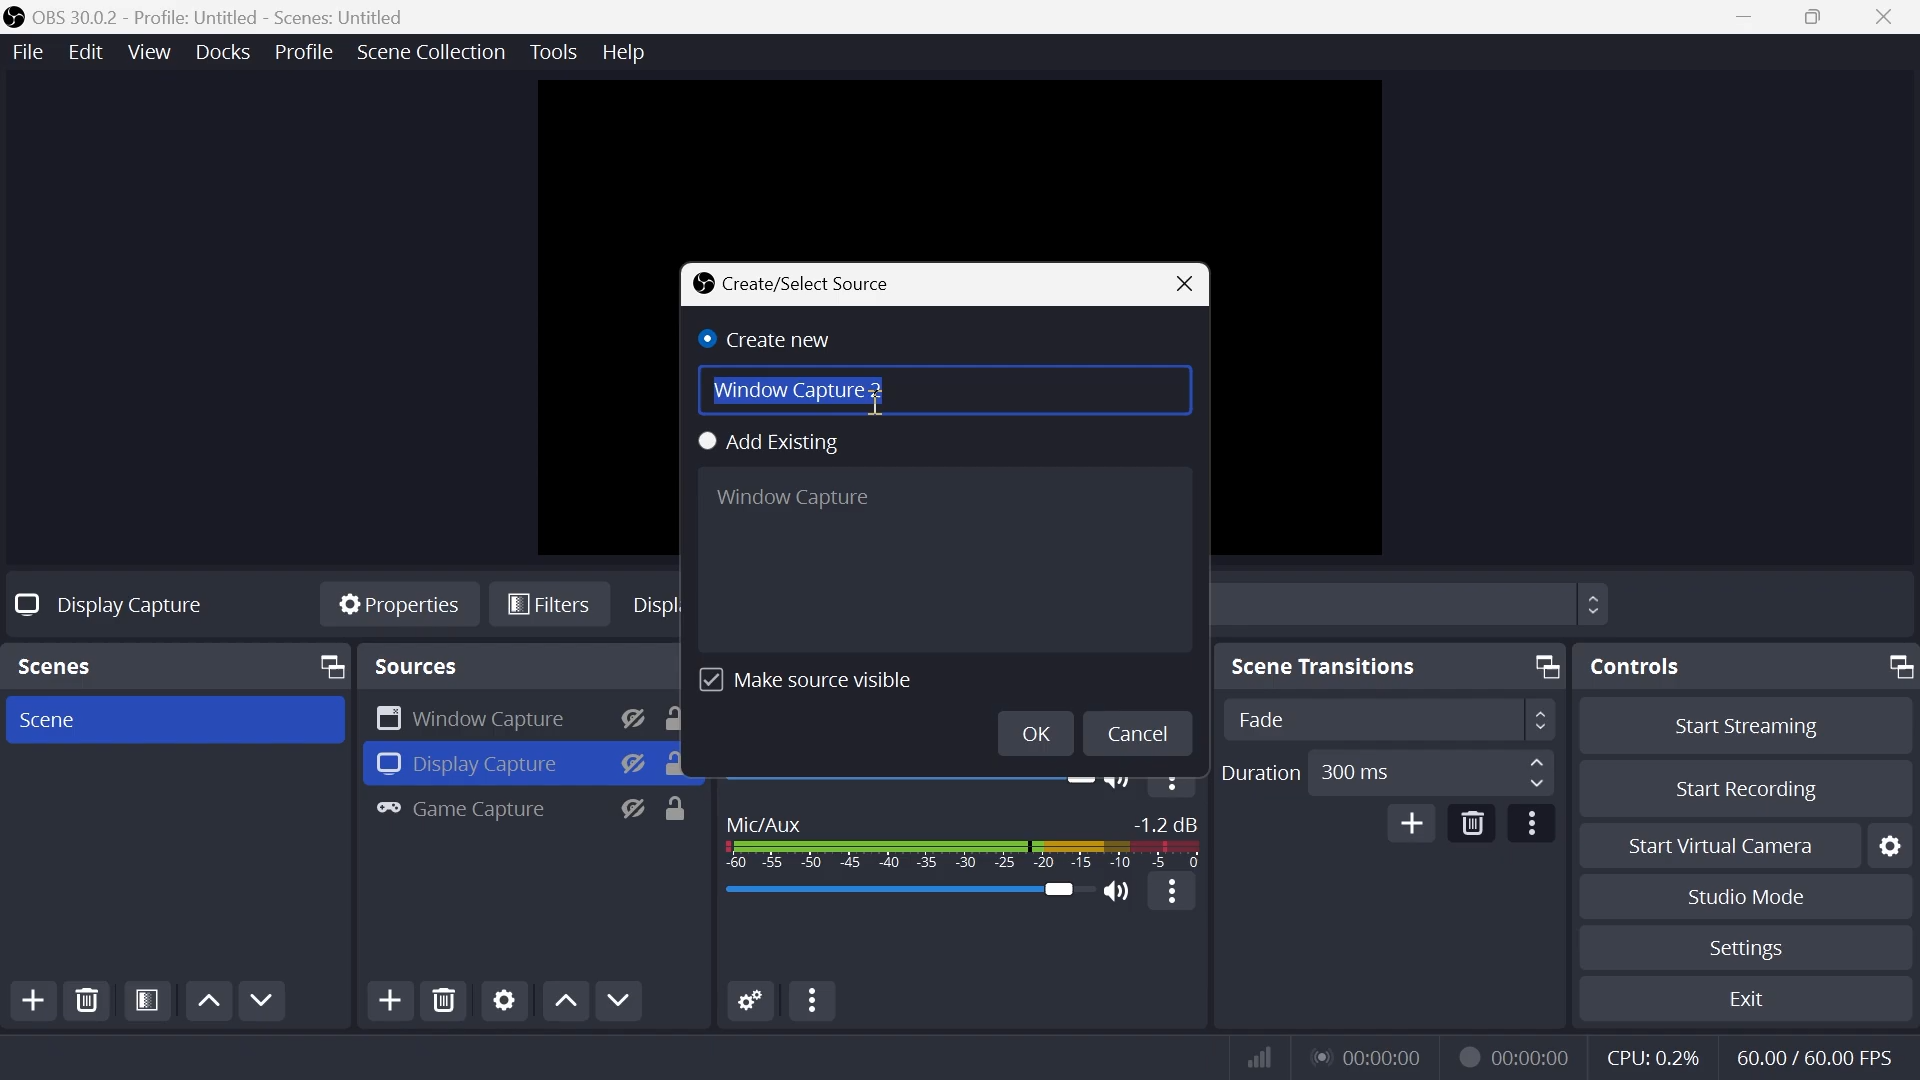 OBS 30.0.2 - Profile: Untitled - Scenes: Untitled
File Edit View Docks Profile Scene Collection Tools Help
Create/Select Source
Create new
Window Capture 2
Add Existing
Window Capture
Make source visible
OK Cancel
Display Capture Properties Filters Displ
Scenes
Scene
Sources
Window Capture
Display Capture
Game Capture
Mic/Aux -1.2 dB
-60 -55 -50 -45 -40 -35 -30 -25 -20 -15 -10 -5 0
Scene Transitions
Fade
Duration 300 ms
Controls
Start Streaming
Start Recording
Start Virtual Camera
Studio Mode
Settings
Exit
00:00:00 00:00:00 CPU: 0.2% 60.00 / 60.00 FPS